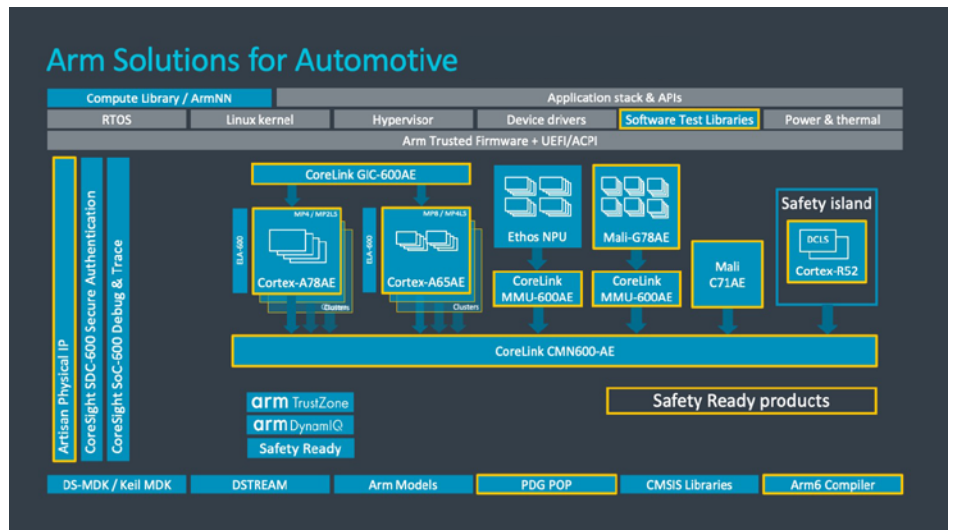 Arm Solutions for Automotive
Compute Library / ArmNN
Application stack & APIs
RTOS
Linux kernel
Hypervisor
Device drivers
Software Test Libraries
Power & thermal
Arm Trusted Firmware + UEFI/ACPI
Artisan Physical IP
CoreSight SDC-600 Secure Authentication
CoreSight SoC-600 Debug & Trace
CoreLink GIC-600AE
ELA-600
MP4 / MP2LS
Cortex-A78AE
Clusters
ELA-600
MP8 / MP4LS
Cortex-A65AE
Clusters
Ethos NPU
CoreLink
MMU-600AE
Mali-G78AE
CoreLink
MMU-600AE
Mali
C71AE
Safety island
DCLS
Cortex-R52
CoreLink CMN600-AE
arm TrustZone
arm DynamIQ
Safety Ready
Safety Ready products
DS-MDK / Keil MDK
DSTREAM
Arm Models
PDG POP
CMSIS Libraries
Arm6 Compiler